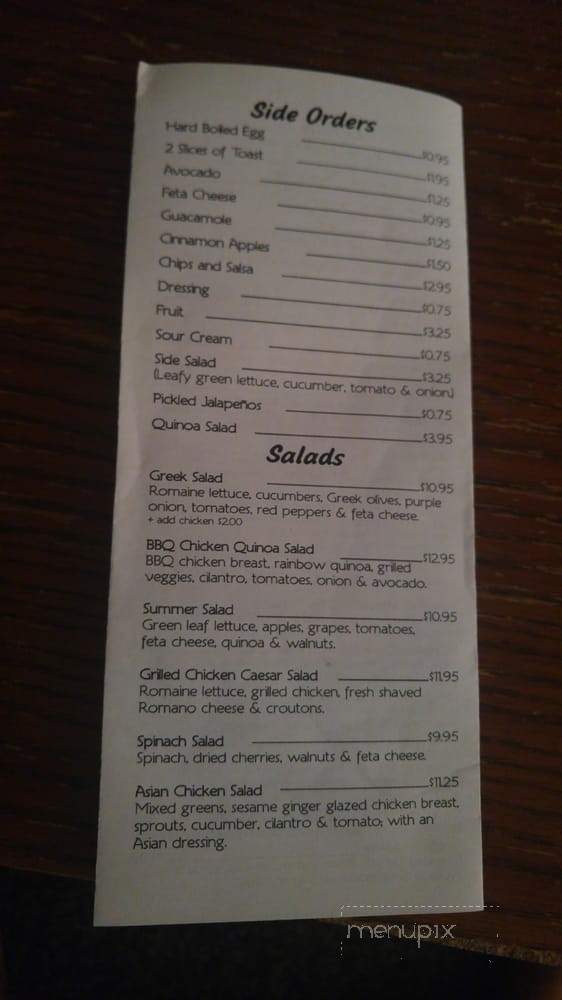 Side Orders
Hard Boiled Egg $0.95
2 Slices of Toast $1.95
Avocado $1.25
Feta Cheese $0.95
Guacamole $1.25
Cinnamon Apples $1.50
Chips and Salsa $2.95
Dressing $0.75
Fruit $3.25
Sour Cream $0.75
Side Salad $3.25
(Leafy green lettuce, cucumber, tomato & onion)
Pickled Jalapeños $0.75
Quinoa Salad $3.95
Salads
Greek Salad $10.95
Romaine lettuce, cucumbers, Greek olives, purple
onion, tomatoes, red peppers & feta cheese.
+ add chicken $2.00
BBQ Chicken Quinoa Salad $12.95
BBQ chicken breast, rainbow quinoa, grilled
veggies, cilantro, tomatoes, onion & avocado.
Summer Salad $10.95
Green leaf lettuce, apples, grapes, tomatoes,
feta cheese, quinoa & walnuts.
Grilled Chicken Caesar Salad $11.95
Romaine lettuce, grilled chicken, fresh shaved
Romano cheese & croutons.
Spinach Salad $9.95
Spinach, dried cherries, walnuts & feta cheese.
Asian Chicken Salad $11.25
Mixed greens, sesame ginger glazed chicken breast,
sprouts, cucumber, cilantro & tomato; with an
Asian dressing.
menupix